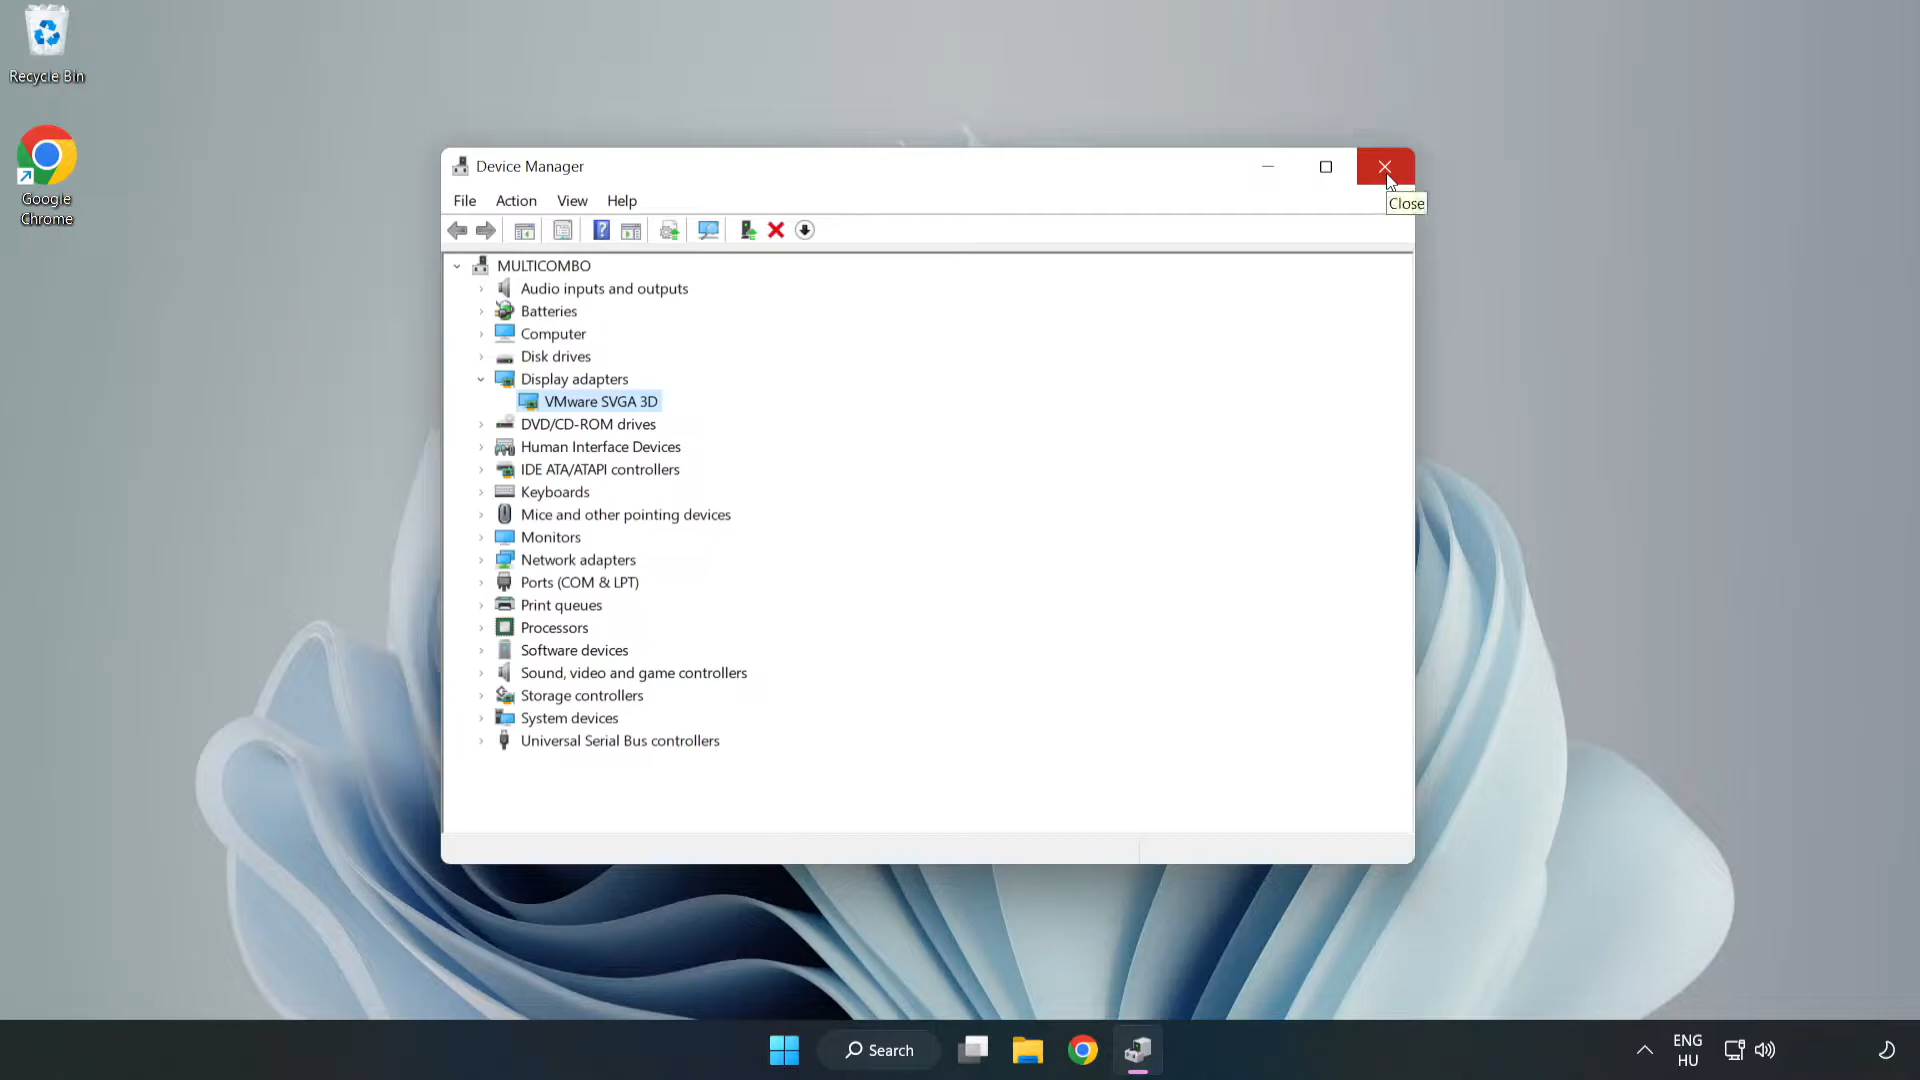 Recycle Bin
Google
Chrome
Device Manager
Close
File Action View Help
MULTICOMBO
Audio inputs and outputs
Batteries
Computer
Disk drives
Display adapters
VMware SVGA 3D
DVD/CD-ROM drives
Human Interface Devices
IDE ATA/ATAPI controllers
Keyboards
Mice and other pointing devices
Monitors
Network adapters
Ports (COM & LPT)
Print queues
Processors
Software devices
Sound, video and game controllers
Storage controllers
System devices
Universal Serial Bus controllers
Search
ENG
HU